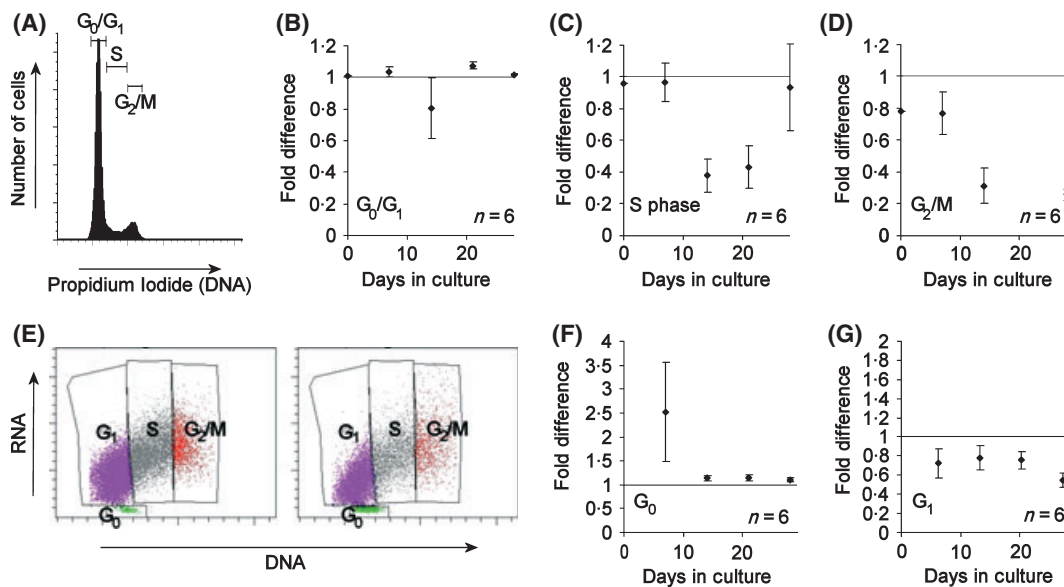 (A)
G0/G1
S
G2/M
Number of cells
Propidium Iodide (DNA)
(B)
1·2
1
0·8
0·6
0·4
0·2
0
Fold difference
G0/G1
n = 6
0 10 20
Days in culture
(C)
1·2
1
0·8
0·6
0·4
0·2
0
Fold difference
S phase
n = 6
0 10 20
Days in culture
(D)
1·2
1
0·8
0·6
0·4
0·2
0
Fold difference
G2/M
n = 6
0 10 20
Days in culture
(E)
RNA
G1
S
G2/M
G0
G1
S
G2/M
G0
DNA
(F)
4
3·5
3
2·5
2
1·5
1
0·5
0
Fold difference
G0
n = 6
0 10 20
Days in culture
(G)
2
1·8
1·6
1·4
1·2
1
0·8
0·6
0·4
0·2
0
Fold difference
G1
n = 6
0 10 20
Days in culture